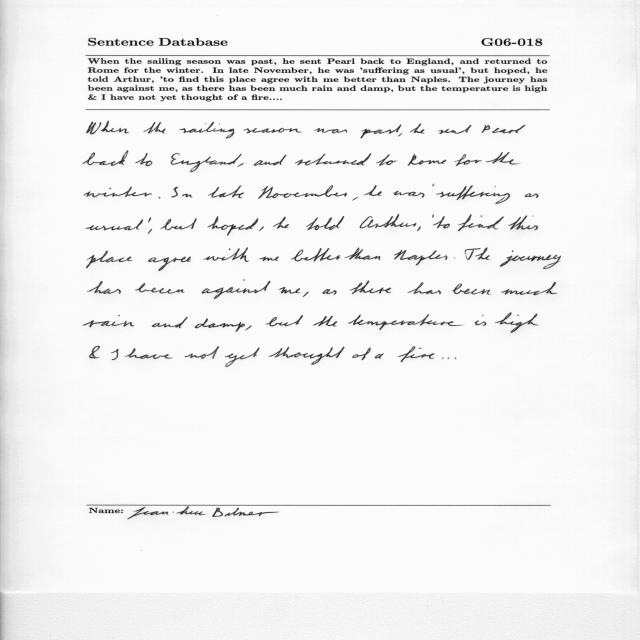 Sentence Database G06-018
When the sailing season was past, he sent Pearl back to England, and returned to
Rome for the winter. In late November, he was 'suffering as usual', but hoped, he
told Arthur, 'to find this place agree with me better than Naples. The journey has
been against me, as there has been much rain and damp, but the temperature is high
& I have not yet thought of a fire....
When the sailing season was past, he sent Pearl
back to England, and returned to Rome for the
winter. In late November, he was 'suffering as
usual', but hoped, he told Arthur, 'to find this
place agree with me better than Naples. The journey
has been against me, as there has been much
rain and damp, but the temperature is high
& I have not yet thought of a fire...
Name: Jean-Luc